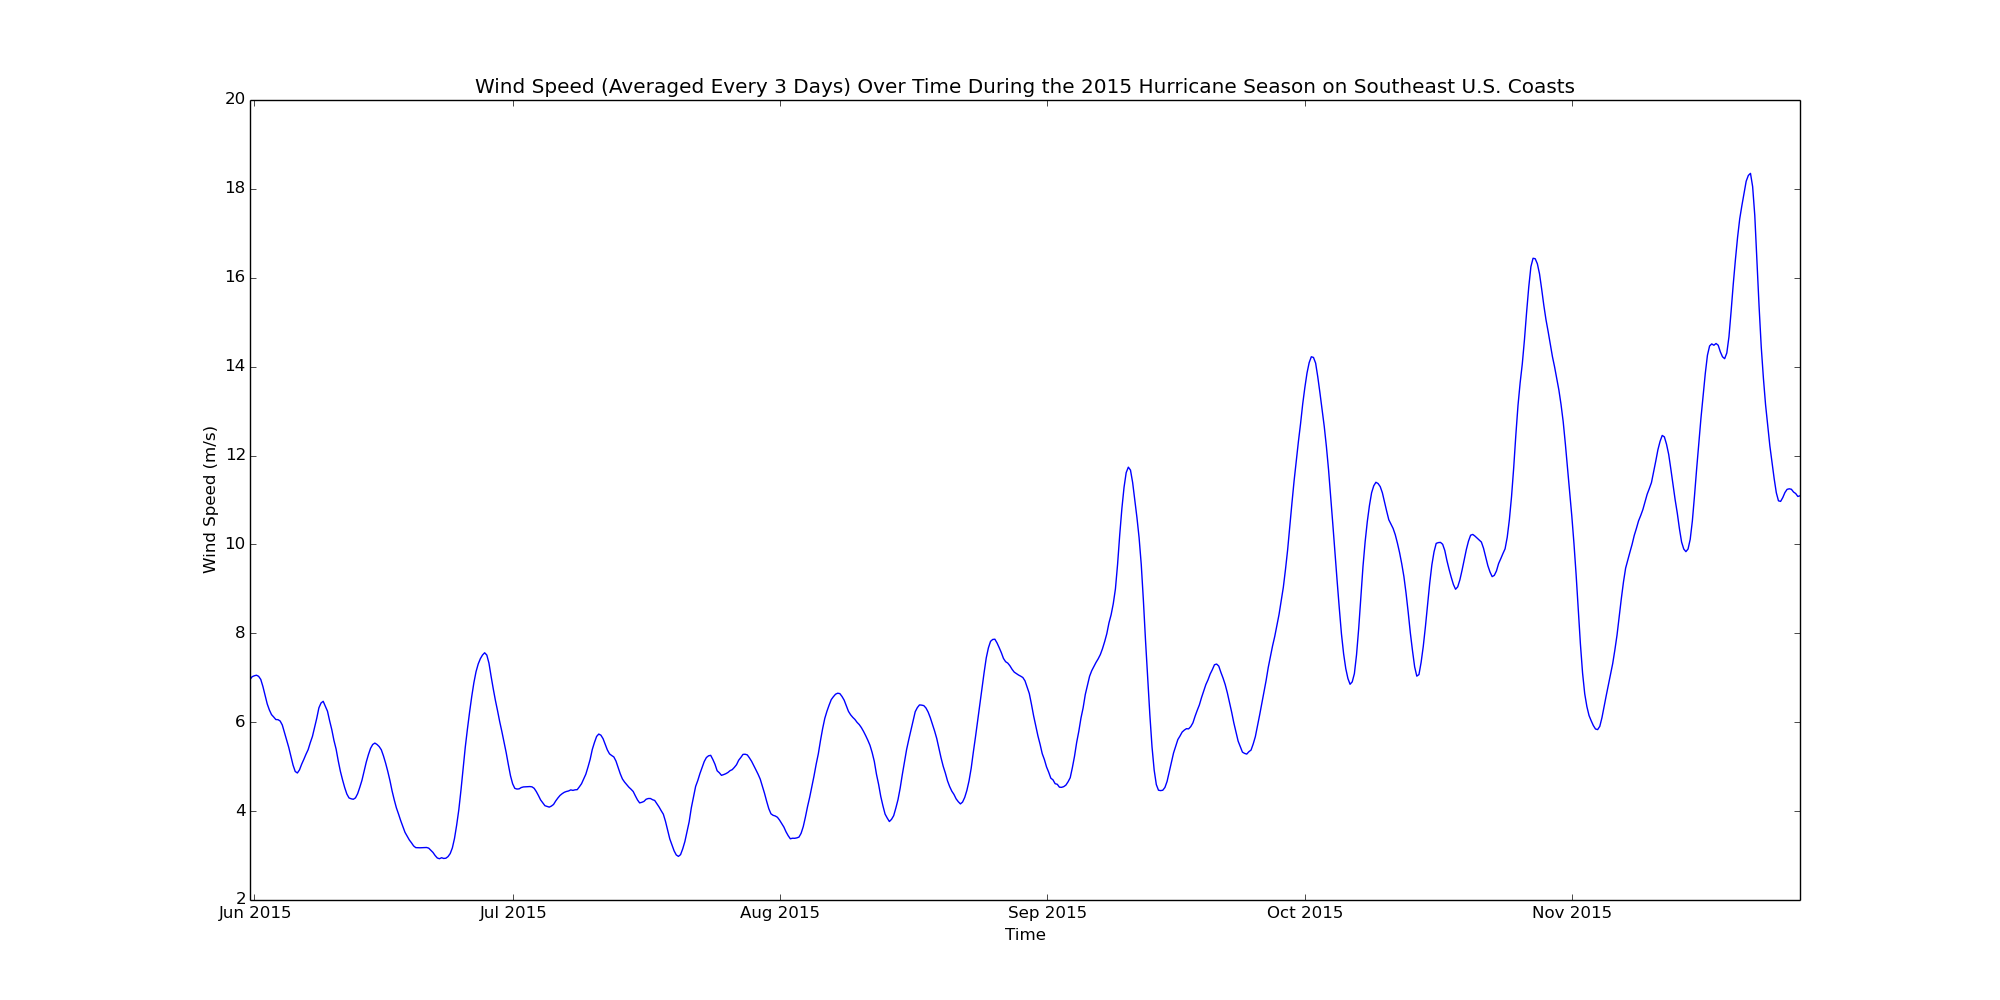 Wind Speed (Averaged Every 3 Days) Over Time During the 2015 Hurricane Season on Southeast U.S. Coasts
20
18
16
14
12
10
8
6
4
2
Wind Speed (m/s)
Jun 2015 Jul 2015 Aug 2015 Sep 2015 Oct 2015 Nov 2015
Time